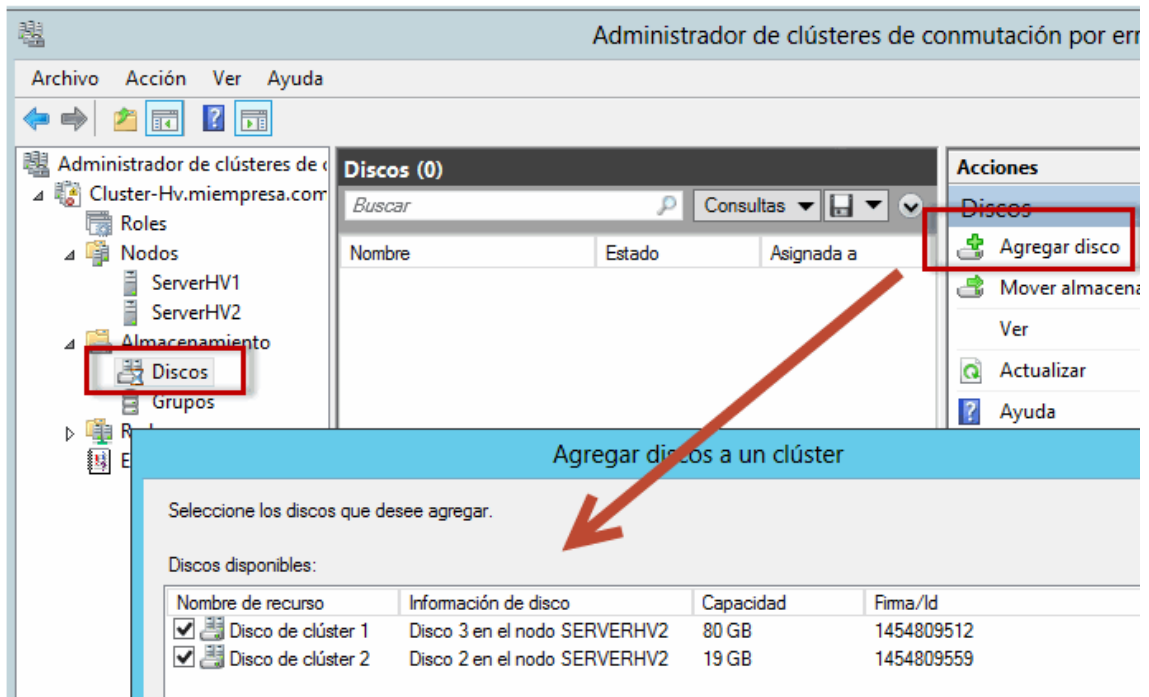 Administrador de clústeres de conmutación por err
Archivo Acción Ver Ayuda
Administrador de clústeres de c
Cluster-Hv.miempresa.com
Roles
Nodos
ServerHV1
ServerHV2
Almacenamiento
Discos
Grupos
R
E
Discos (0)
Buscar
Consultas
Nombre Estado Asignada a
Acciones
Discos
Agregar disco
Mover almacena
Ver
Actualizar
Ayuda
Agregar discos a un clúster
Seleccione los discos que desee agregar.
Discos disponibles:
Nombre de recurso Información de disco Capacidad Firma/Id
Disco de clúster 1 Disco 3 en el nodo SERVERHV2 80 GB 1454809512
Disco de clúster 2 Disco 2 en el nodo SERVERHV2 19 GB 1454809559